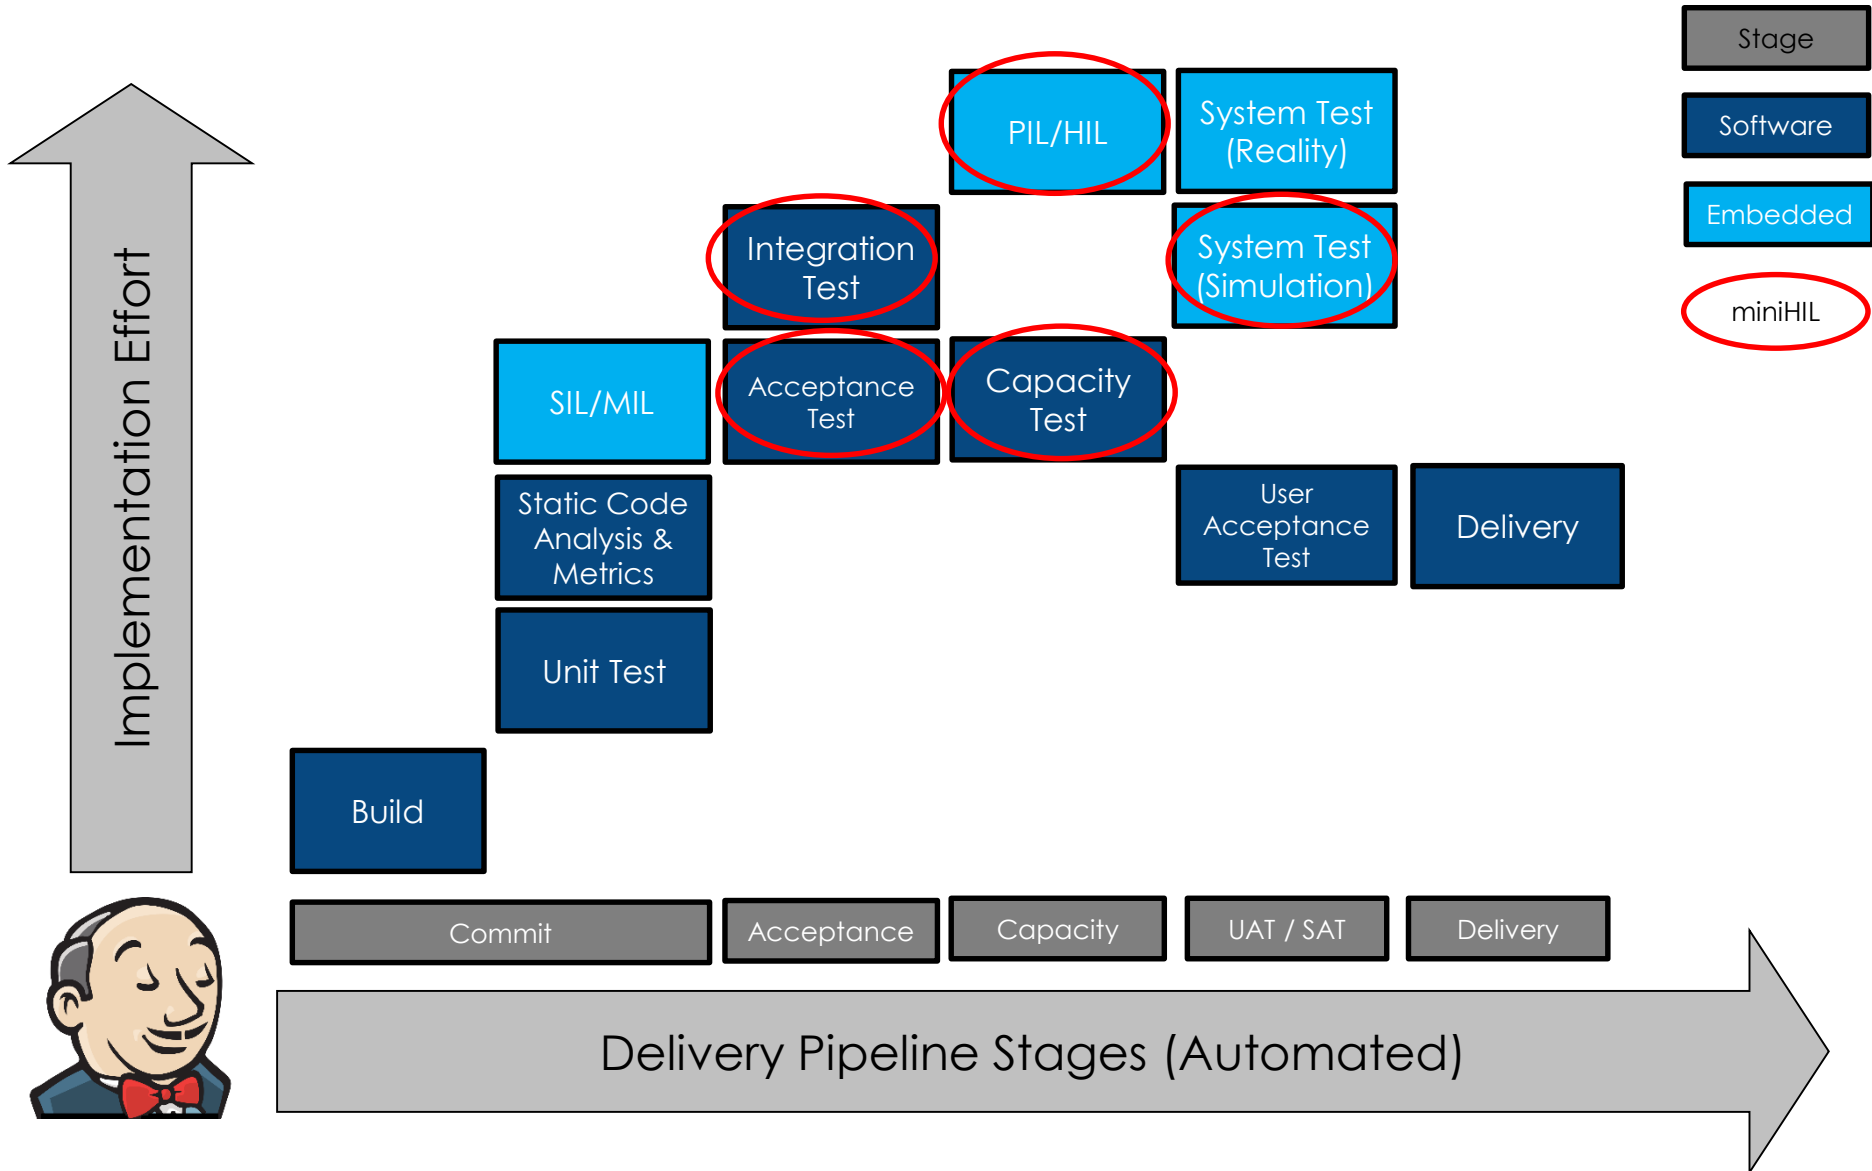 Stage
Software
Embedded
miniHIL
Implementation Effort
PIL/HIL
System Test
(Reality)
Integration
Test
System Test
(Simulation)
SIL/MIL
Acceptance
Test
Capacity
Test
Static Code
Analysis &
Metrics
User
Acceptance
Test
Delivery
Unit Test
Build
Commit
Acceptance
Capacity
UAT / SAT
Delivery
Delivery Pipeline Stages (Automated)